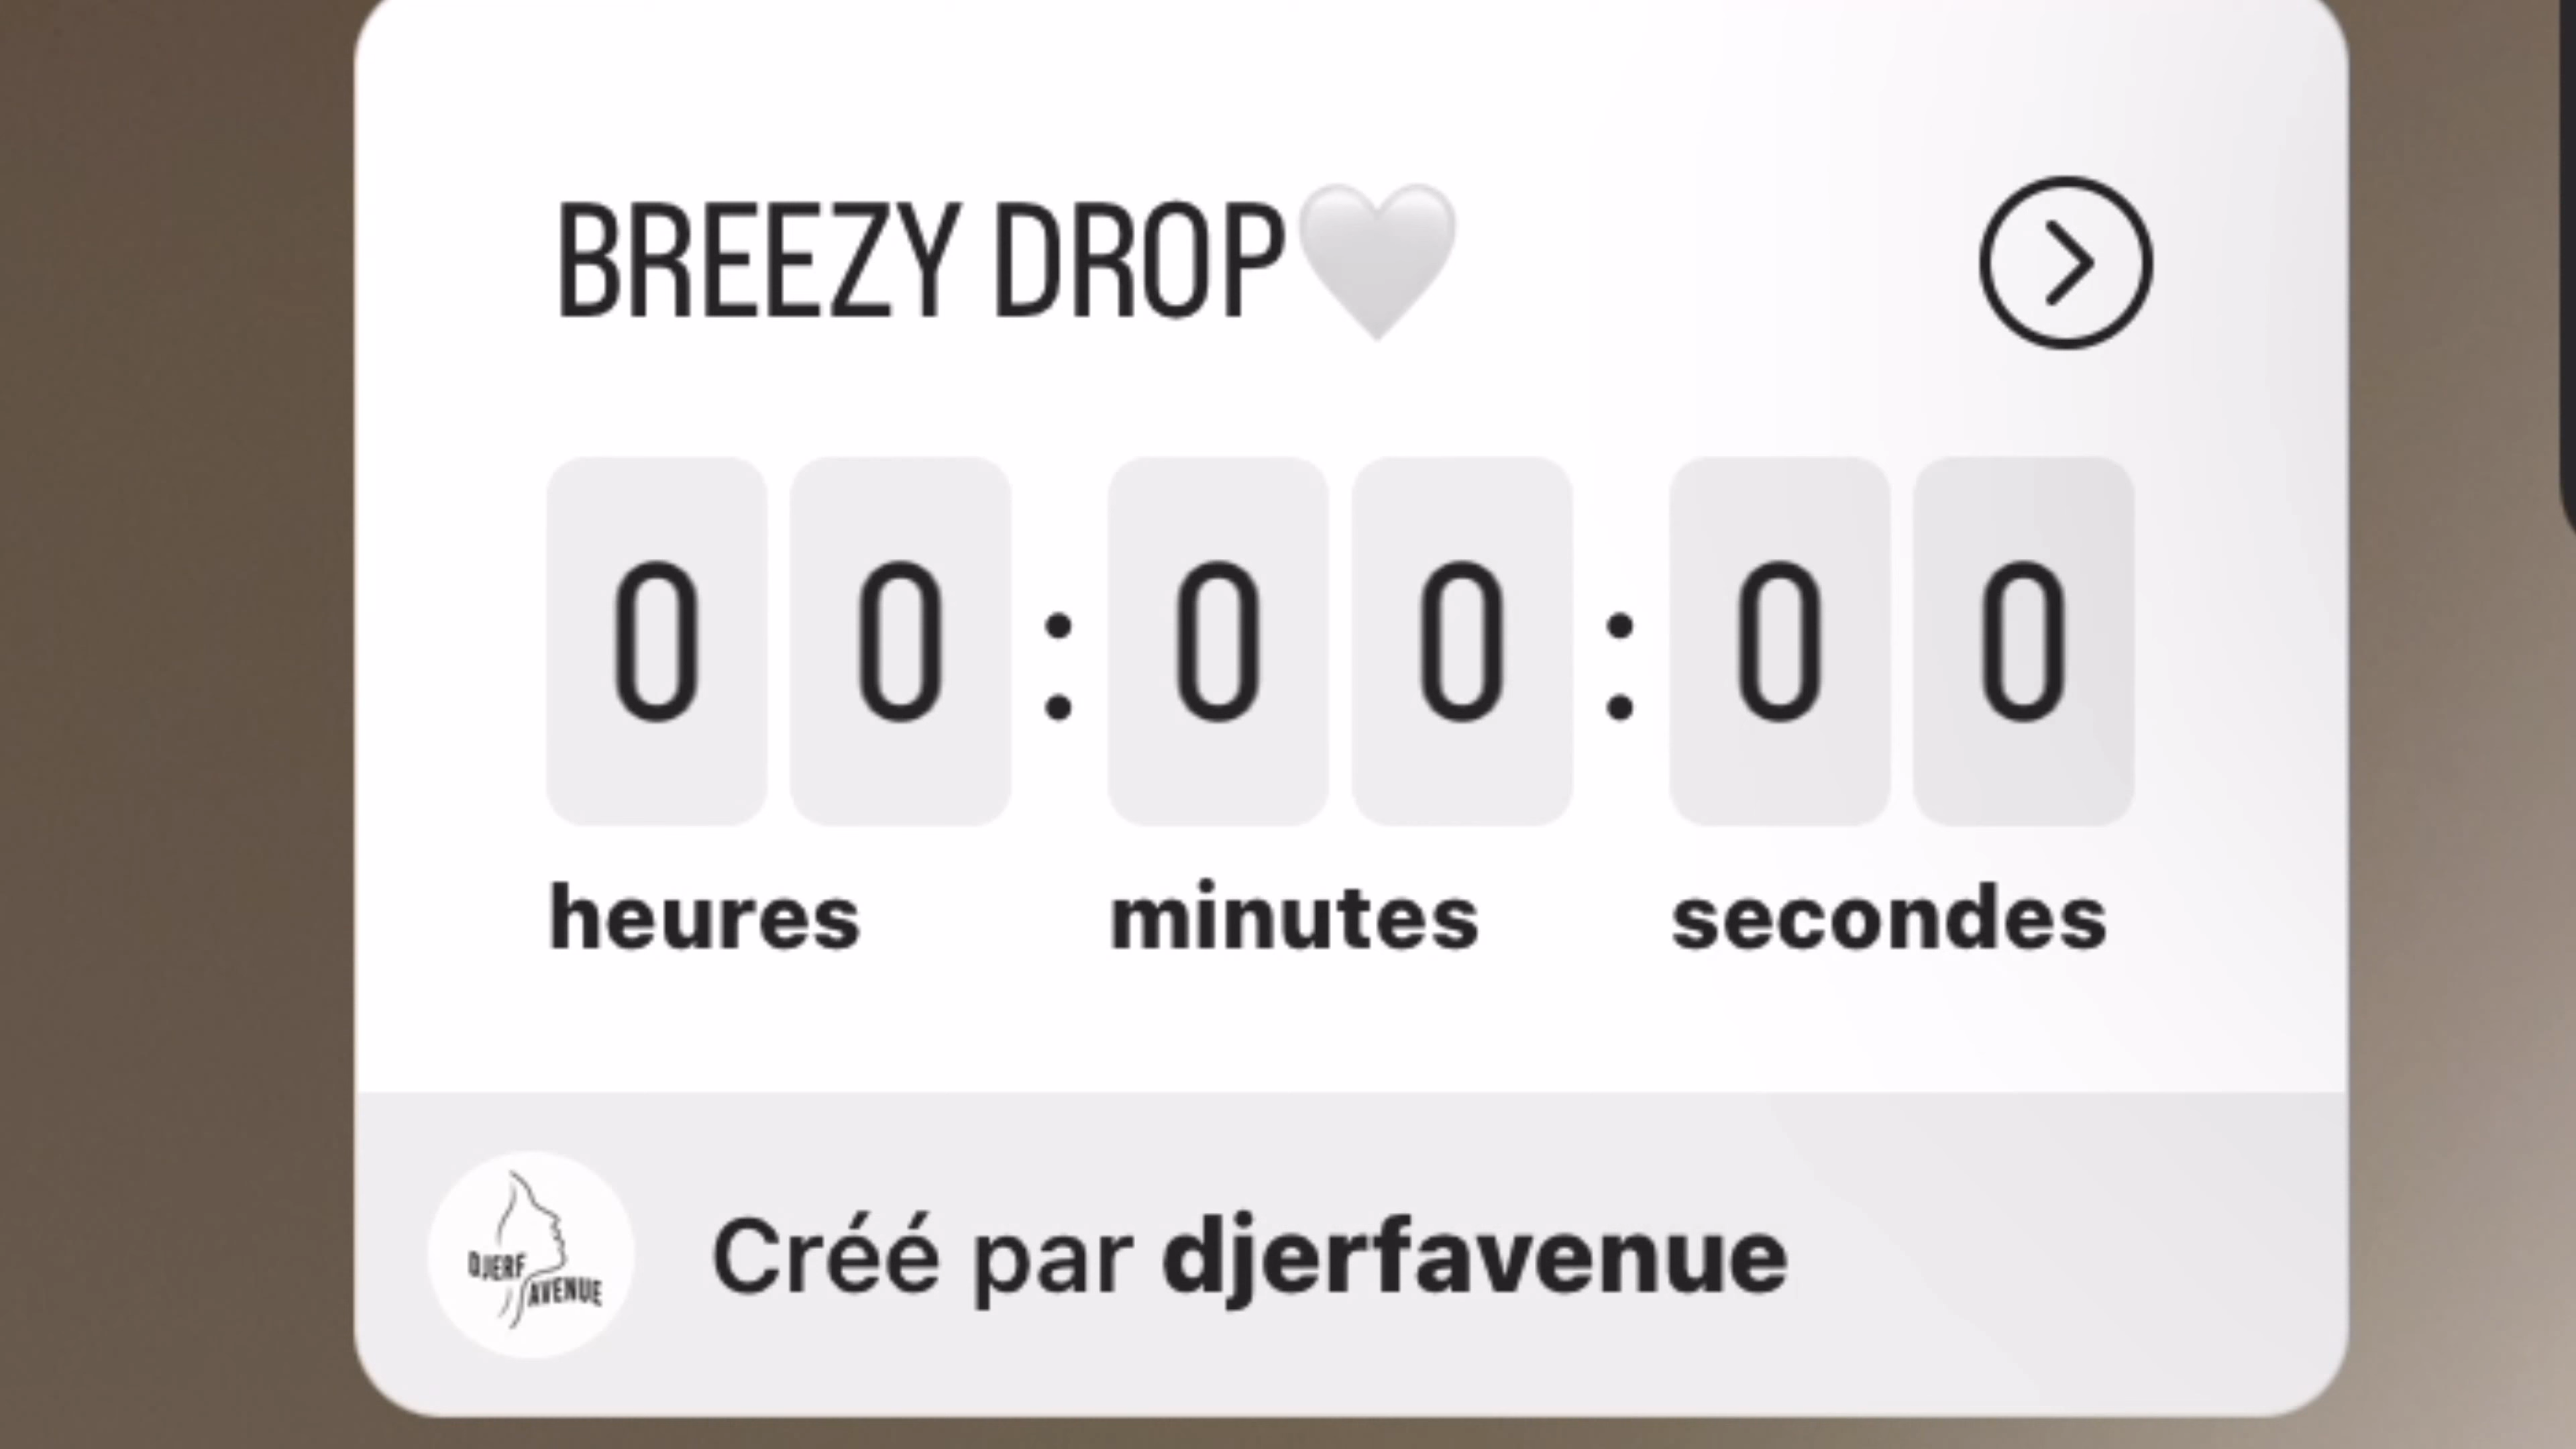 BREEZY DROP🤍
00:00:00
heures minutes secondes
DJERF
AVENUE
Créé par djerfavenue